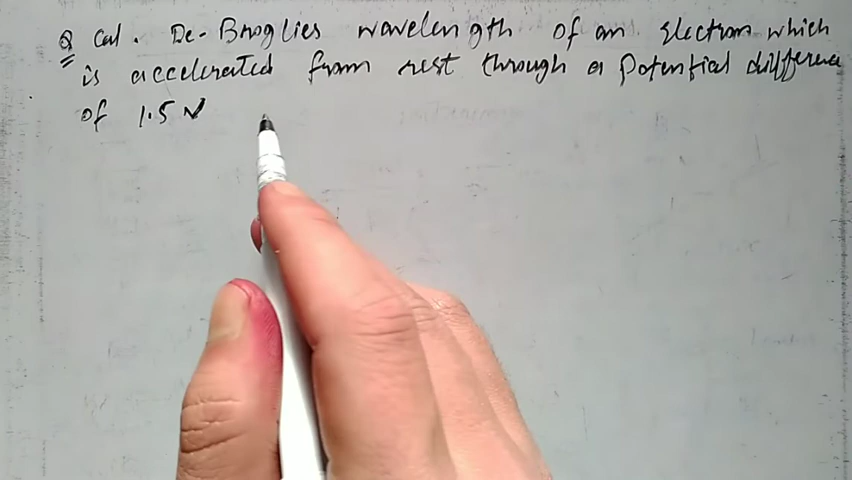 Q Cal. De-Broglies wavelength of an electron which
is accelerated from rest through a potential difference
of 1.5 V